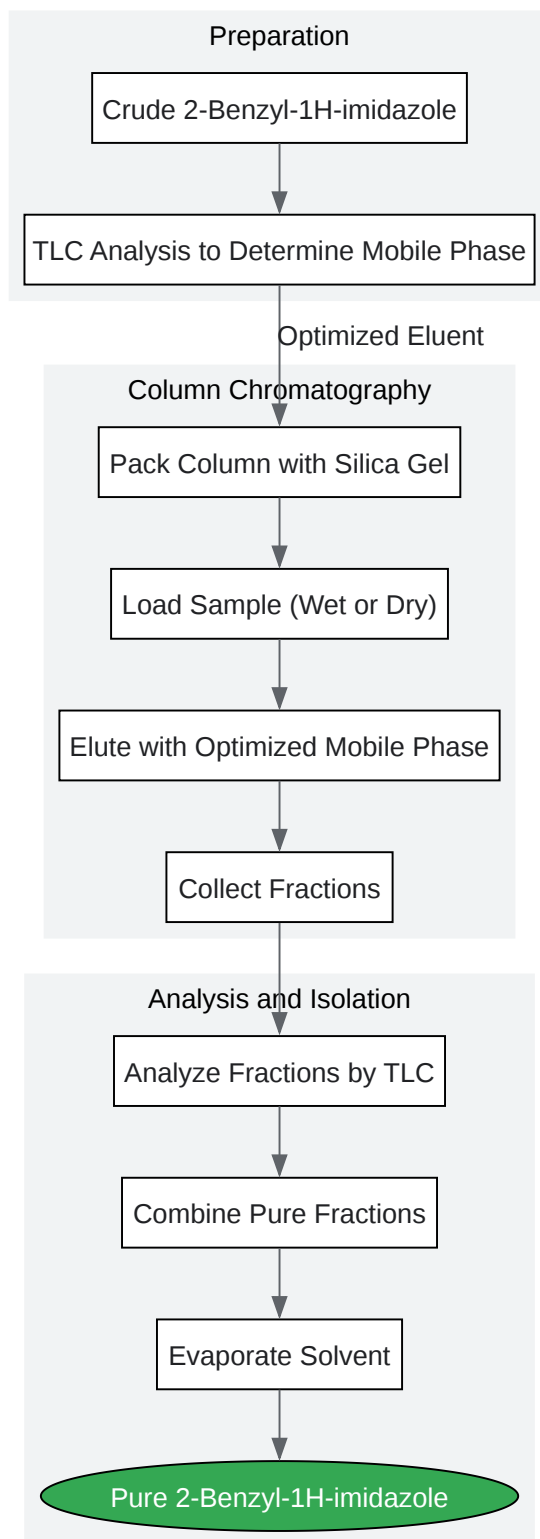 Preparation
Crude 2-Benzyl-1H-imidazole
TLC Analysis to Determine Mobile Phase
Optimized Eluent
Column Chromatography
Pack Column with Silica Gel
Load Sample (Wet or Dry)
Elute with Optimized Mobile Phase
Collect Fractions
Analysis and Isolation
Analyze Fractions by TLC
Combine Pure Fractions
Evaporate Solvent
Pure 2-Benzyl-1H-imidazole